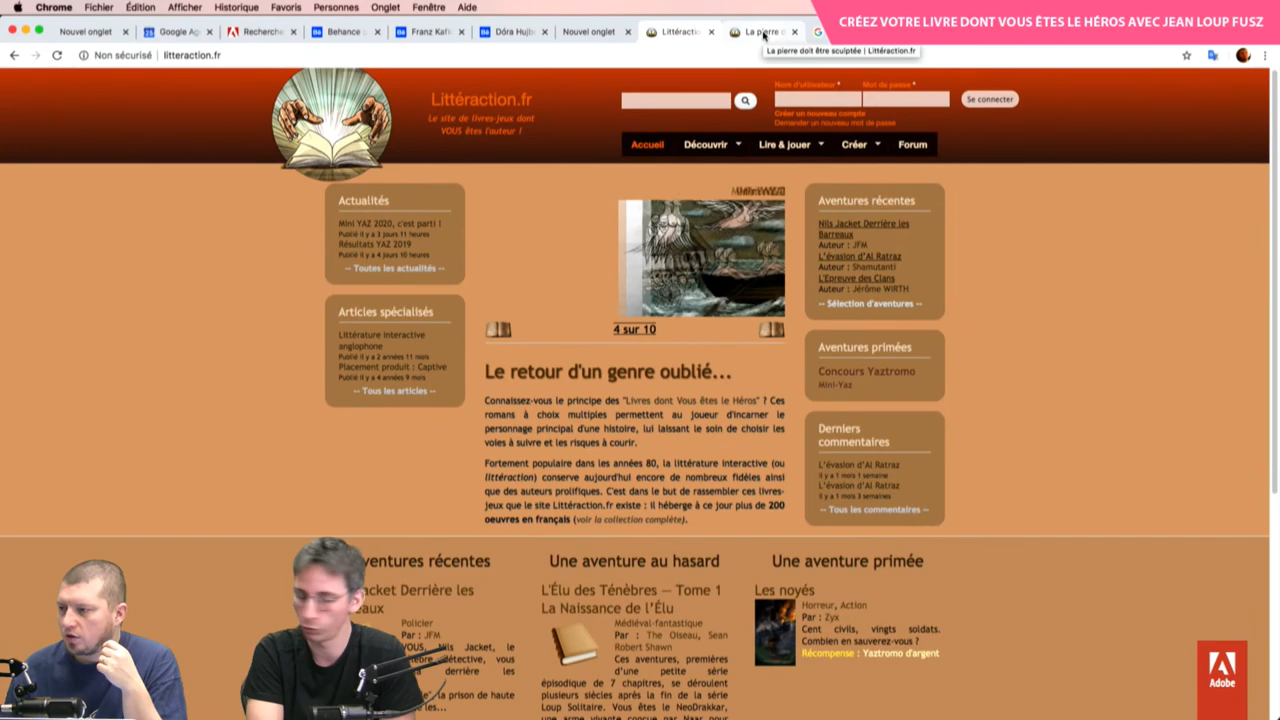 Chrome Fichier Édition Afficher Historique Favoris Personnes Onglet Fenêtre Aide
CRÉEZ VOTRE LIVRE DONT VOUS ÊTES LE HÉROS AVEC JEAN LOUP FUSZ
Nouvel onglet Google Ag Recherche Behance Franz Kafk Dóra Hujb Nouvel onglet Littéractio La pierre d
Non sécurisé litteraction.fr
La pierre doit être sculptée | Littéraction.fr
Littéraction.fr
Le site de livres-jeux dont
VOUS êtes l'auteur !
Nom d'utilisateur * Mot de passe *
Se connecter
Créer un nouveau compte
Demander un nouveau mot de passe
Accueil Découvrir Lire & jouer Créer Forum
Actualités
Mini YAZ 2020, c'est parti !
Publié il y a 3 jours 11 heures
Résultats YAZ 2019
Publié il y a 4 jours 10 heures
-- Toutes les actualités --
Articles spécialisés
Littérature interactive
anglophone
Publié il y a 2 années 11 mois
Placement produit : Captive
Publié il y a 4 années 9 mois
-- Tous les articles --
4 sur 10
Le retour d'un genre oublié...
Connaissez-vous le principe des "Livres dont Vous êtes le Héros" ? Ces
romans à choix multiples permettent au joueur d'incarner le
personnage principal d'une histoire, lui laissant le soin de choisir les
voies à suivre et les risques à courir.
Fortement populaire dans les années 80, la littérature interactive (ou
littéraction) conserve aujourd'hui encore de nombreux fidèles ainsi
que des auteurs prolifiques. C'est dans le but de rassembler ces livres-
jeux que le site Littéraction.fr existe : il héberge à ce jour plus de 200
oeuvres en français (voir la collection complète).
Aventures récentes
Nils Jacket Derrière les
Barreaux
Auteur : JFM
L'évasion d'Al Ratraz
Auteur : Shamutanti
L'Epreuve des Clans
Auteur : Jérôme WIRTH
-- Sélection d'aventures --
Aventures primées
Concours Yaztromo
Mini-Yaz
Derniers
commentaires
L'évasion d'Al Ratraz
il y a 1 mois 1 semaine
L'évasion d'Al Ratraz
il y a 1 mois 3 semaines
-- Tous les commentaires --
ventures récentes
acket Derrière les
eaux
Policier
Par : JFM
VOUS, Nils Jacket, le
détective, vous
derrière les
la prison de haute
les...
Une aventure au hasard
L'Élu des Ténèbres — Tome 1
La Naissance de l'Élu
Médiéval-fantastique
Par : The Oiseau, Sean
Robert Shawn
Ces aventures, premières
d'une petite série
épisodique de 7 chapitres, se déroulent
plusieurs siècles après la fin de la série
Loup Solitaire. Vous êtes le NeoDrakkar,
une arme vivante conçue par Naar pour
Une aventure primée
Les noyés
Horreur, Action
Par : Zyx
Cent civils, vingts soldats.
Combien en sauverez-vous ?
Récompense : Yaztromo d'argent
Adobe